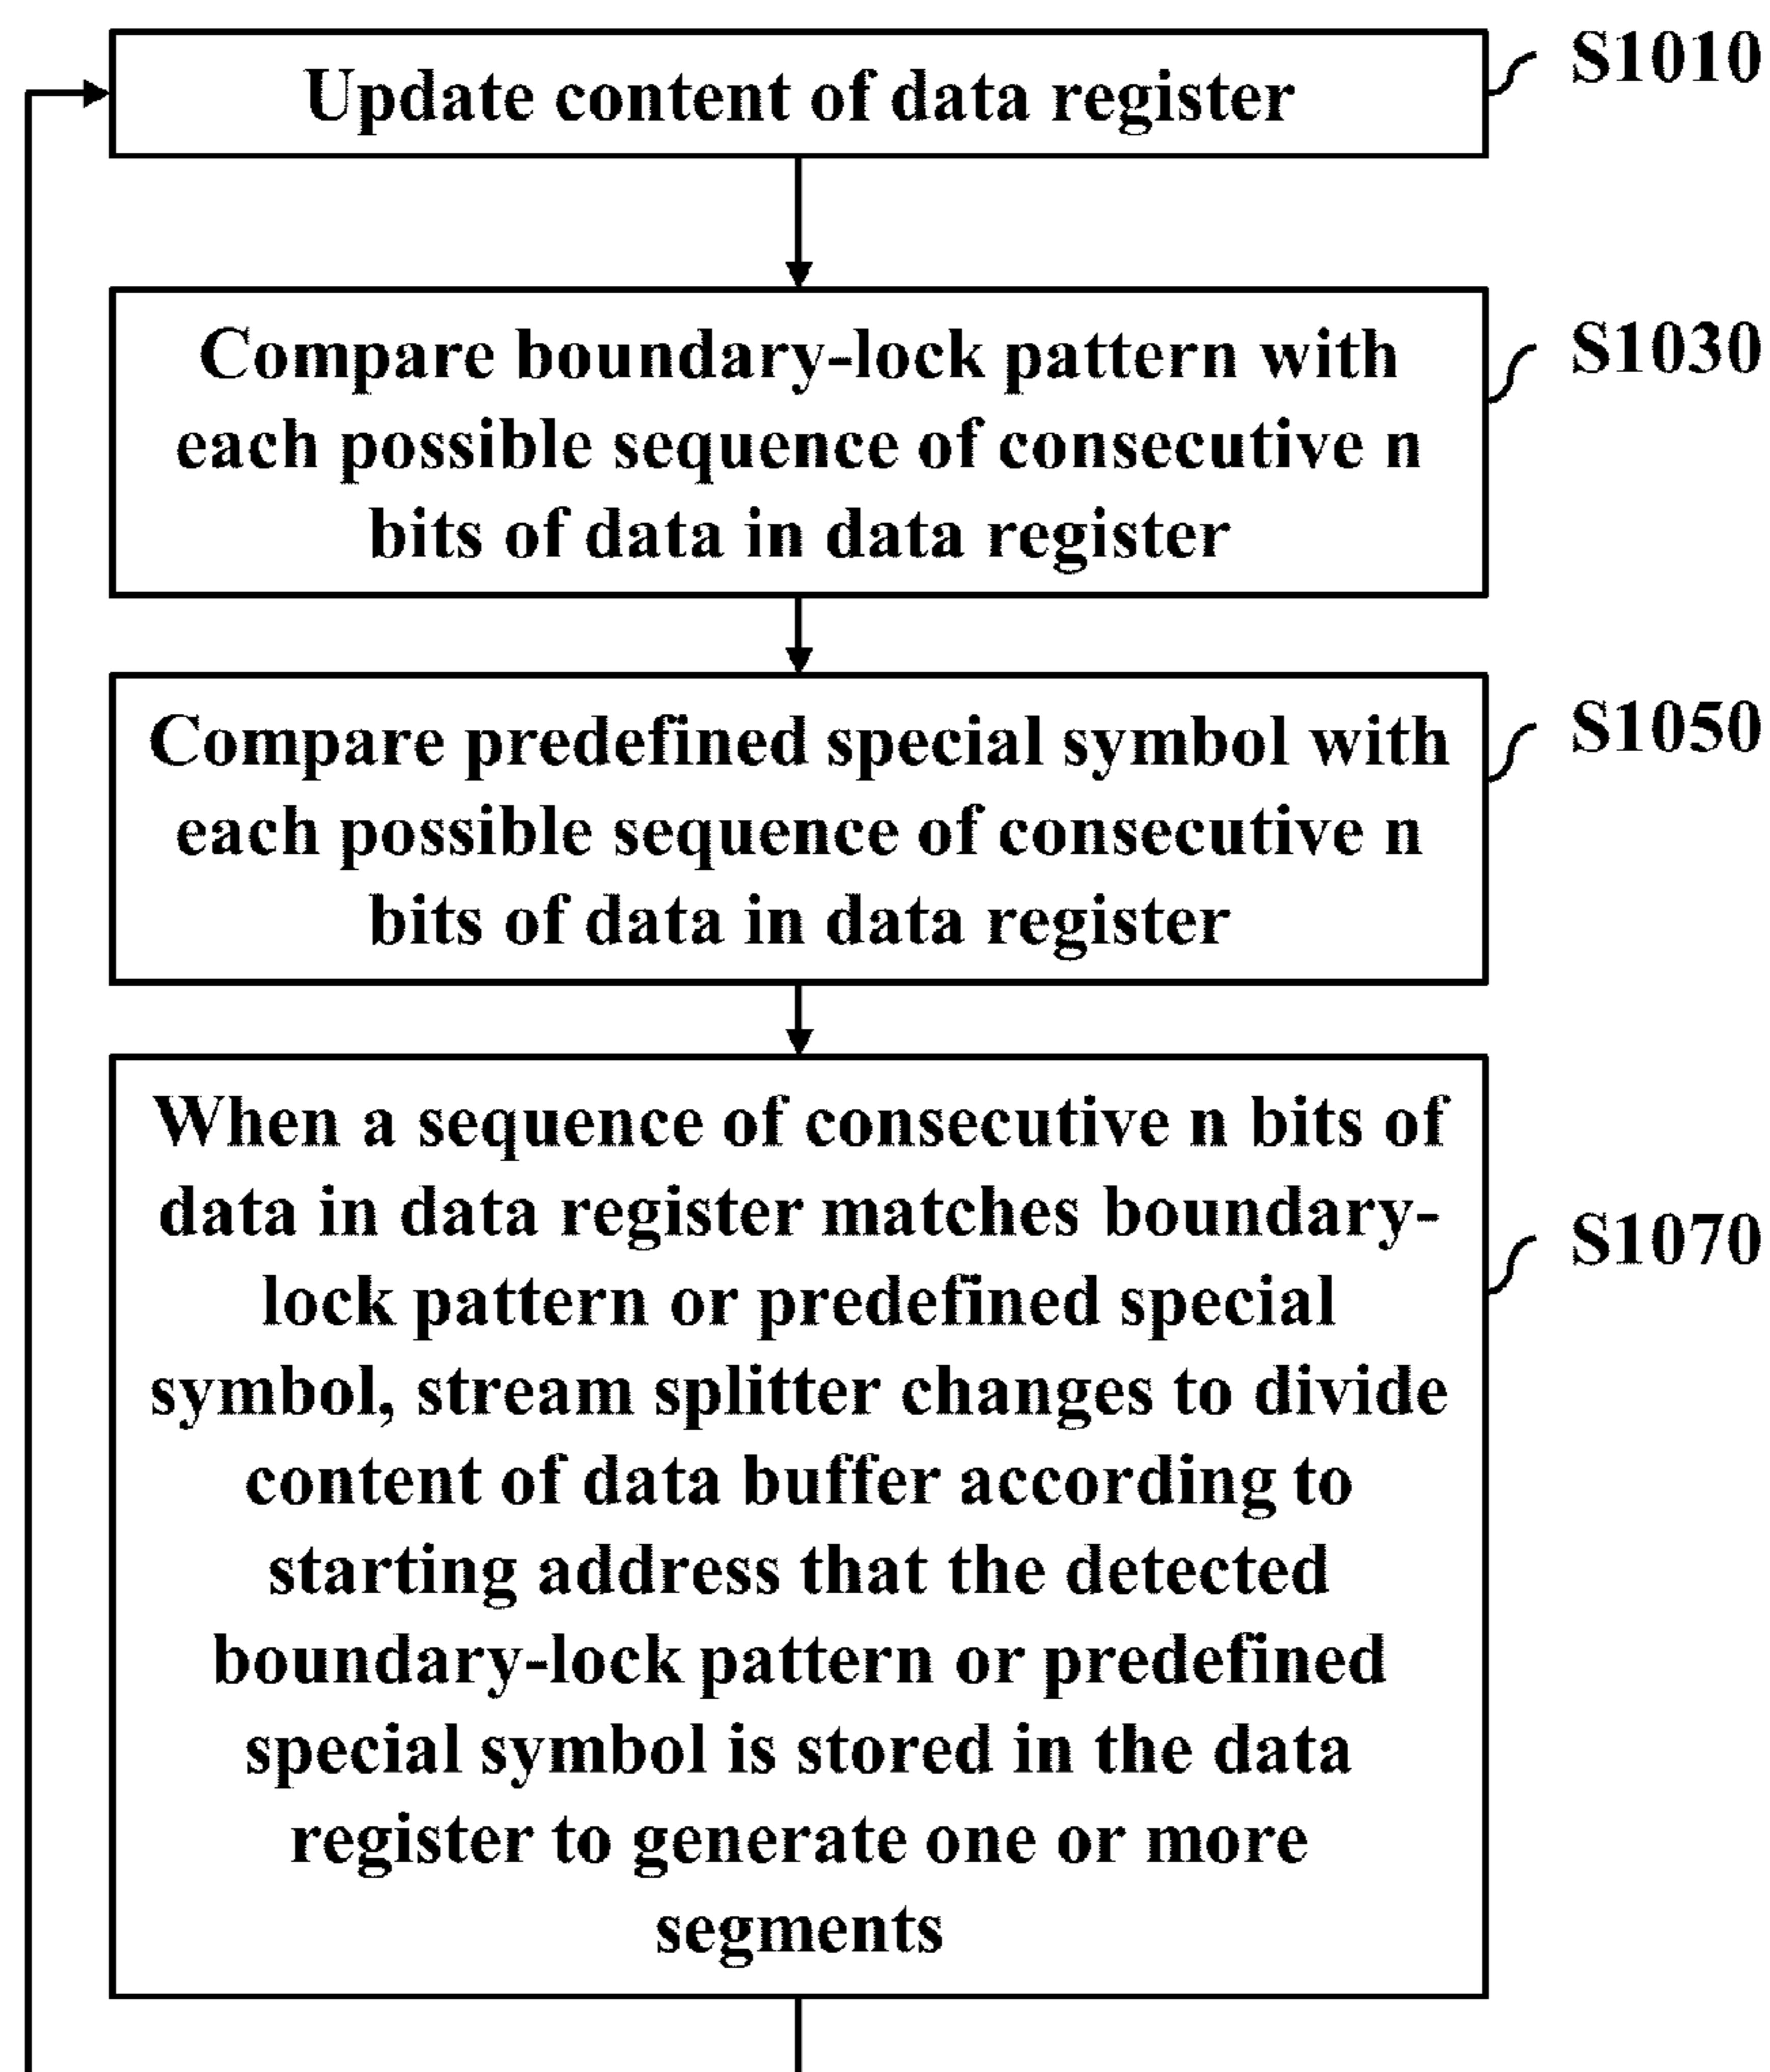 Update content of data register
S1010
Compare boundary-lock pattern with
each possible sequence of consecutive n
bits of data in data register
S1030
Compare predefined special symbol with
each possible sequence of consecutive n
bits of data in data register
S1050
When a sequence of consecutive n bits of
data in data register matches boundary-
lock pattern or predefined special
symbol, stream splitter changes to divide
content of data buffer according to
starting address that the detected
boundary-lock pattern or predefined
special symbol is stored in the data
register to generate one or more
segments
S1070